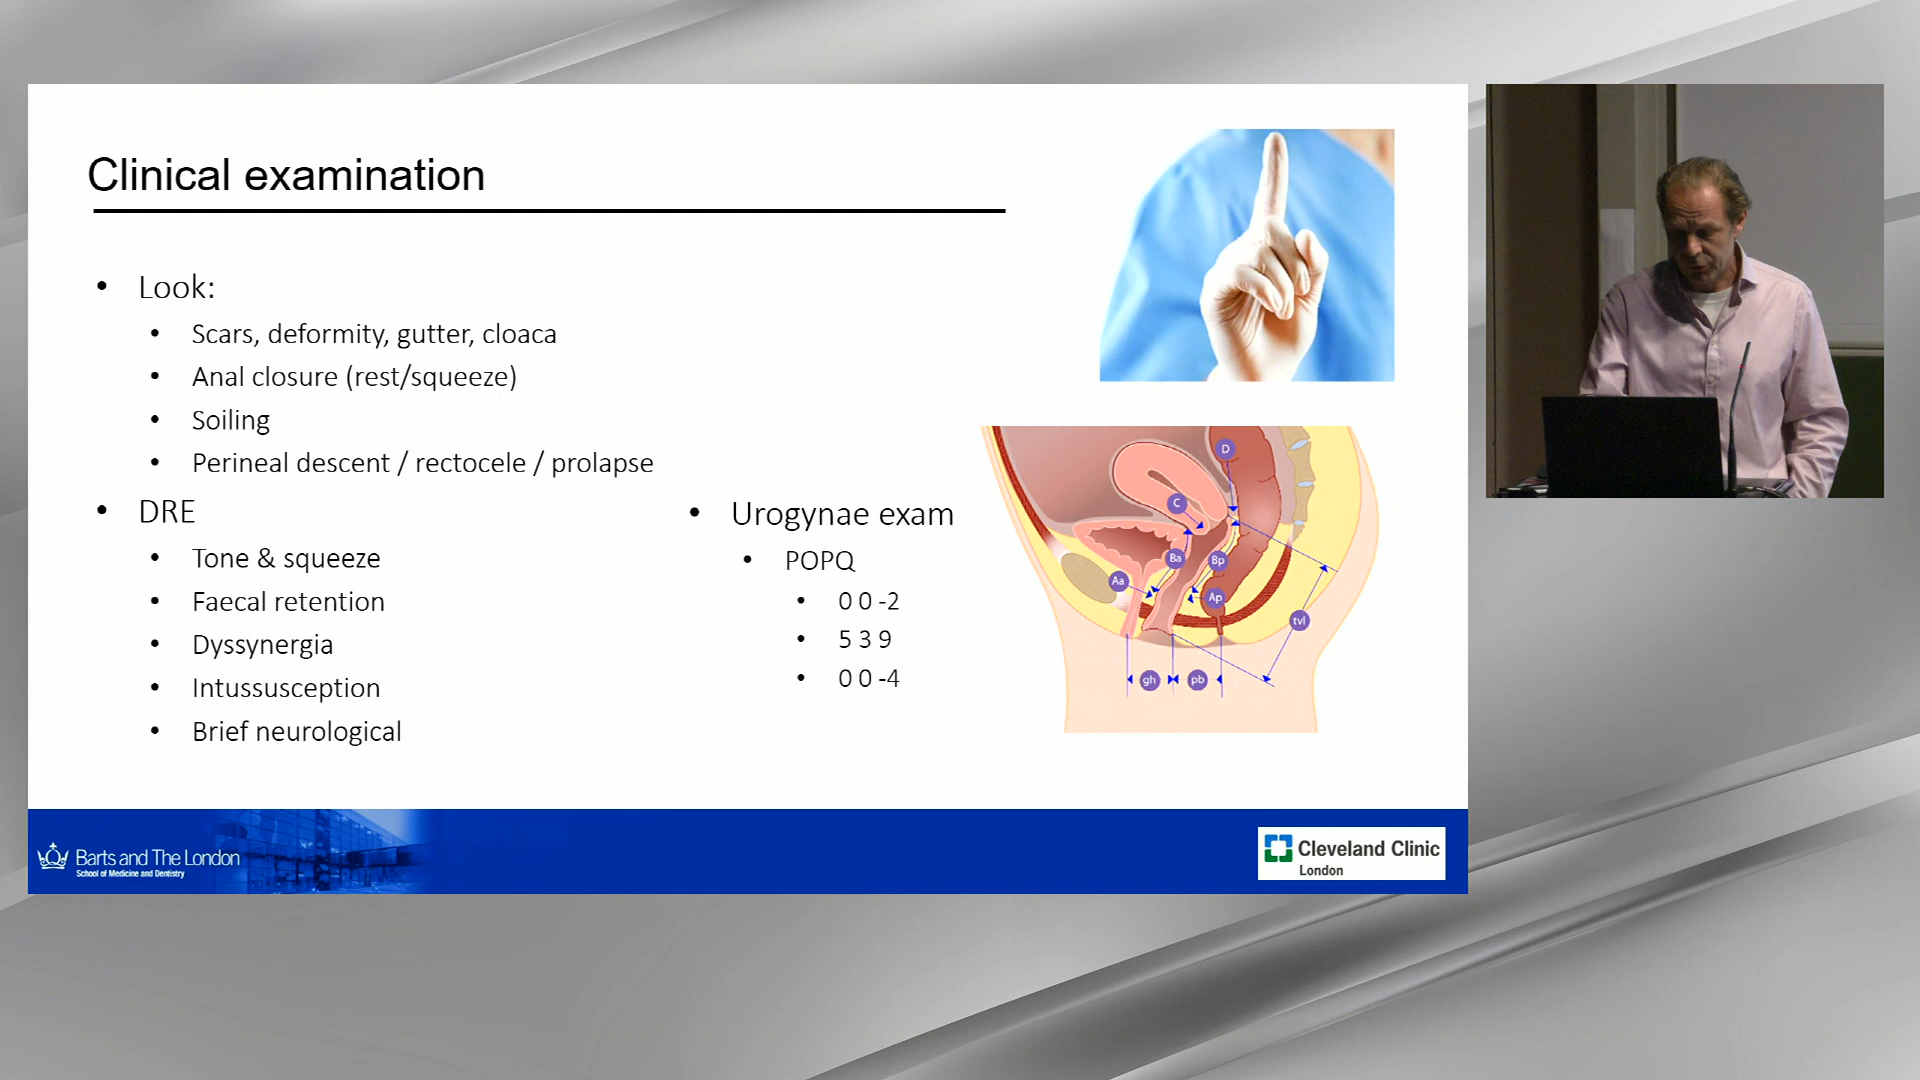 Clinical examination
• Look:
• Scars, deformity, gutter, cloaca
• Anal closure (rest/squeeze)
• Soiling
• Perineal descent / rectocele / prolapse
• DRE
• Tone & squeeze
• Faecal retention
• Dyssynergia
• Intussusception
• Brief neurological
• Urogynae exam
• POPQ
• 0 0 -2
• 5 3 9
• 0 0 -4
D
C
Ba
Bp
Aa
Ap
tvl
gh
pb
Barts and The London
School of Medicine and Dentistry
Cleveland Clinic
London